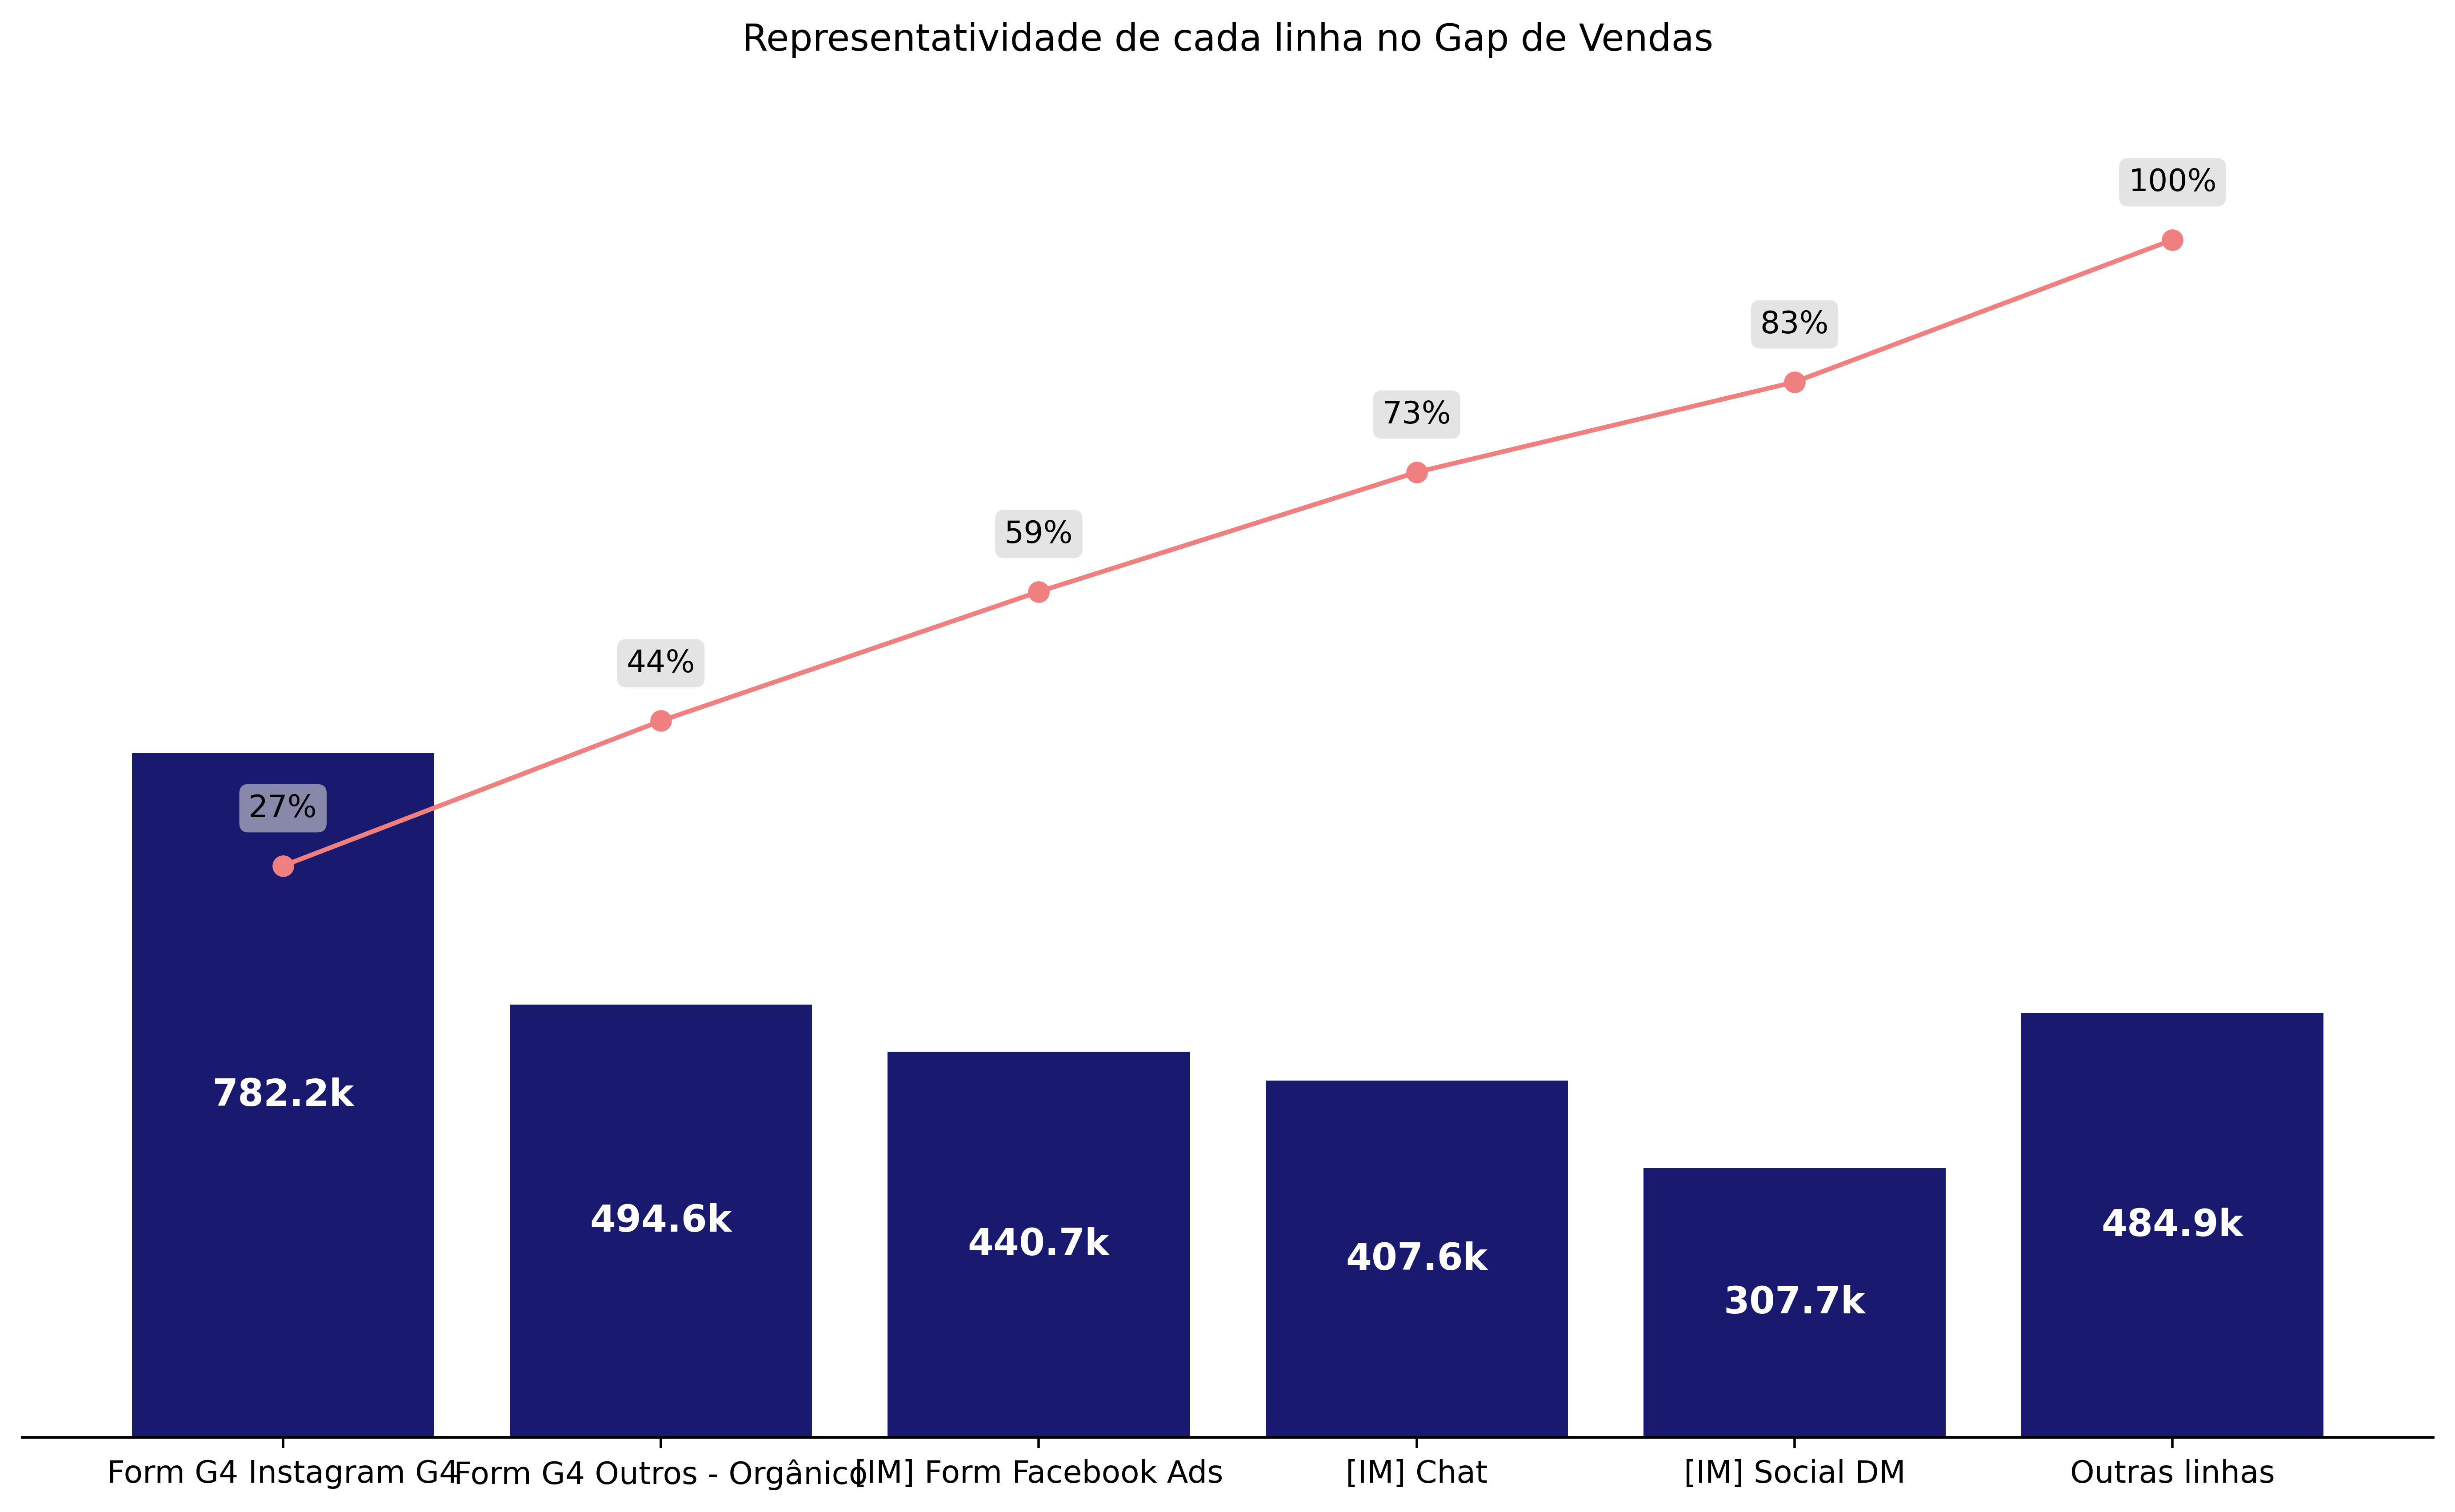 Representatividade de cada linha no Gap de Vendas
100%
83%
73%
59%
44%
27%
782.2k
494.6k
440.7k
407.6k
307.7k
484.9k
Form G4 Instagram G4
Form G4 Outros - Orgânico
[IM] Form Facebook Ads
[IM] Chat
[IM] Social DM
Outras linhas